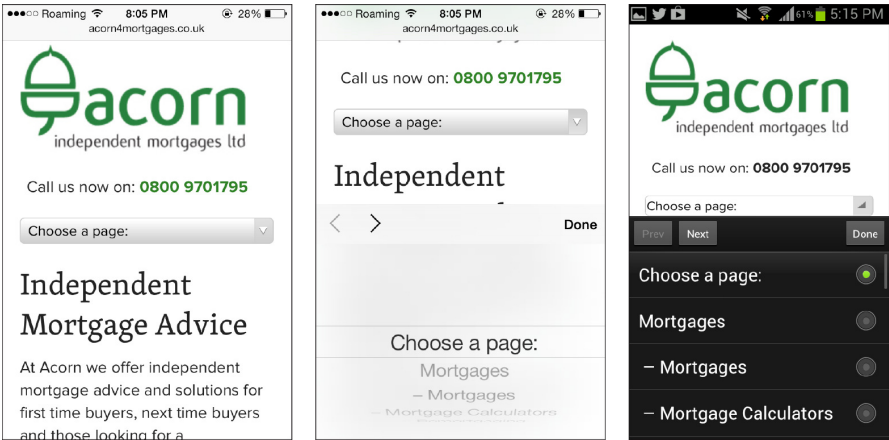 Roaming 8:05 PM 28%
acorn4mortgages.co.uk
acorn
independent mortgages ltd
Call us now on: 0800 9701795
Choose a page:
Independent
Mortgage Advice
At Acorn we offer independent
mortgage advice and solutions for
first time buyers, next time buyers
and those looking for a
Roaming 8:05 PM 28%
acorn4mortgages.co.uk
Call us now on: 0800 9701795
Choose a page:
Independent
Done
Choose a page:
Mortgages
– Mortgages
– Mortgage Calculators
61% 5:15 PM
acorn
independent mortgages ltd
Call us now on: 0800 9701795
Choose a page:
Prev Next Done
Choose a page:
Mortgages
– Mortgages
– Mortgage Calculators